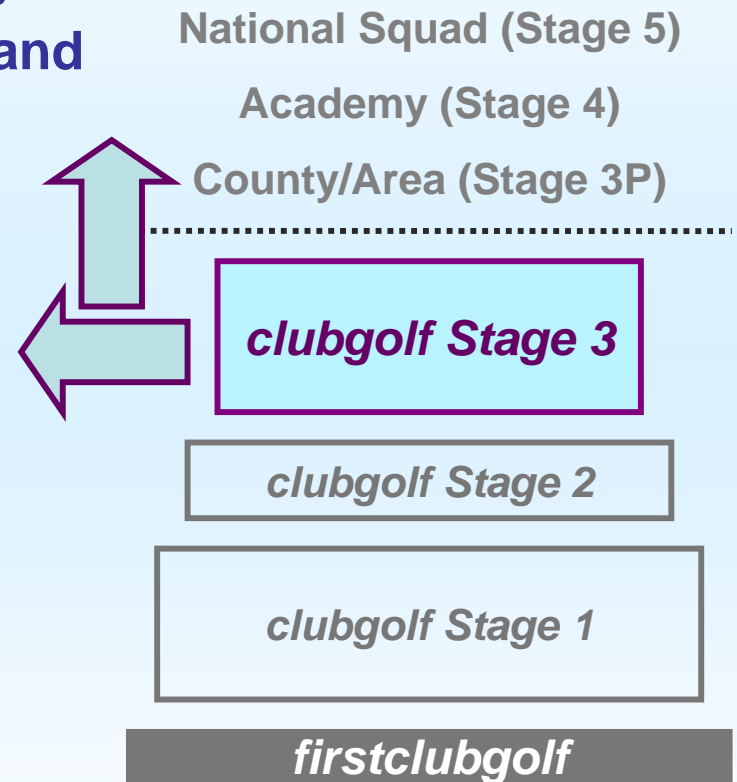 and
National Squad (Stage 5)
Academy (Stage 4)
County/Area (Stage 3P)
clubgolf Stage 3
clubgolf Stage 2
clubgolf Stage 1
firstclubgolf